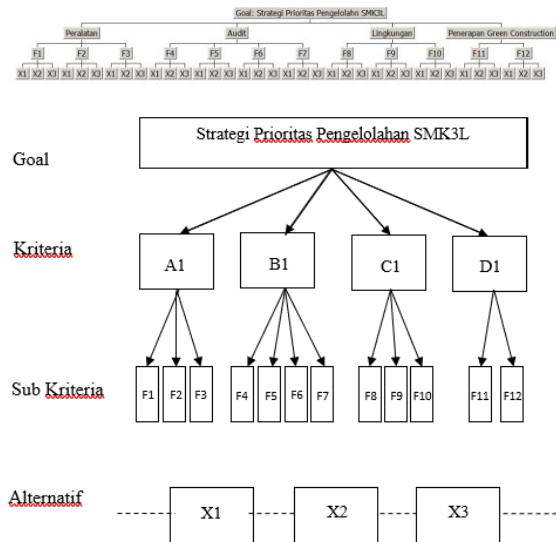 Goal: Strategi Prioritas Pengelolahn SMK3L
Peralatan Audit Lingkungan Penerapan Green Construction
F1 F2 F3 F4 F5 F6 F7 F8 F9 F10 F11 F12
X1 X2 X3 X1 X2 X3 X1 X2 X3 X1 X2 X3 X1 X2 X3 X1 X2 X3 X1 X2 X3 X1 X2 X3 X1 X2 X3 X1 X2 X3 X1 X2 X3 X1 X2 X3
Strategi Prioritas Pengelolahan SMK3L
Goal
Kriteria
A1 B1 C1 D1
Sub Kriteria
F1 F2 F3 F4 F5 F6 F7 F8 F9 F10 F11 F12
Alternatif
X1 X2 X3